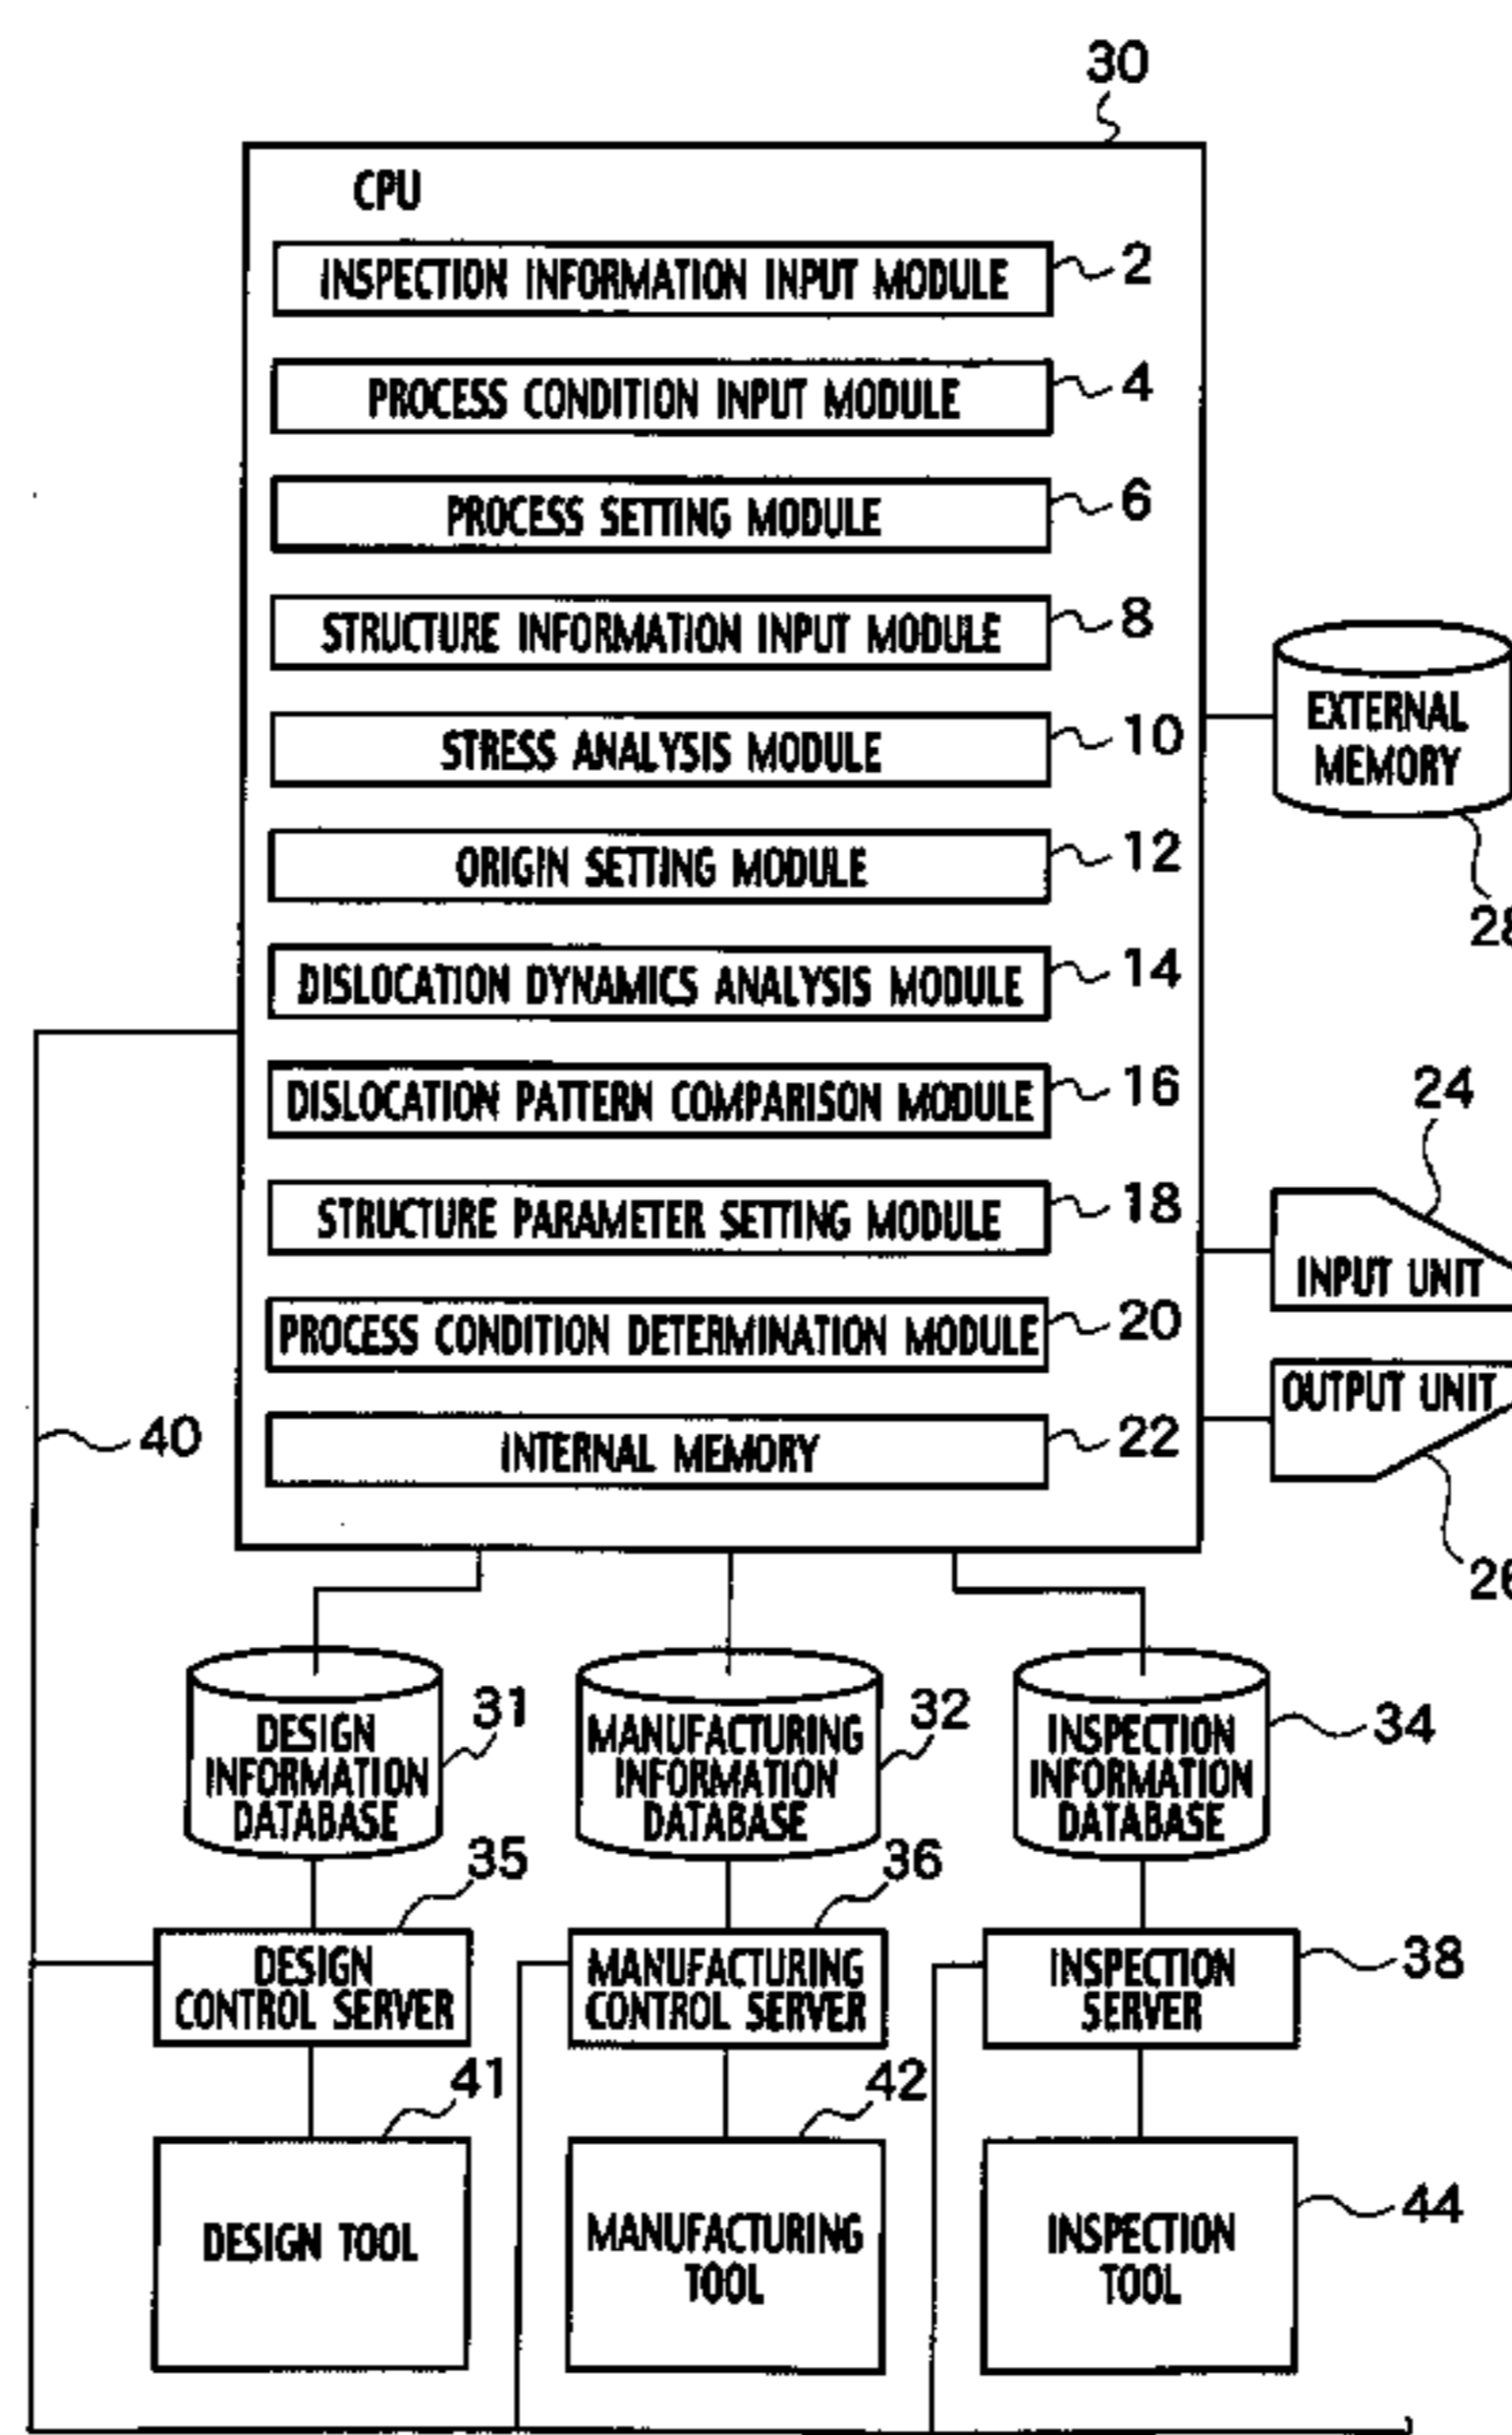 30
CPU
INSPECTION INFORMATION INPUT MODULE 2
PROCESS CONDITION INPUT MODULE 4
PROCESS SETTING MODULE 6
STRUCTURE INFORMATION INPUT MODULE 8
STRESS ANALYSIS MODULE 10
ORIGIN SETTING MODULE 12
DISLOCATION DYNAMICS ANALYSIS MODULE 14
DISLOCATION PATTERN COMPARISON MODULE 16
STRUCTURE PARAMETER SETTING MODULE 18
PROCESS CONDITION DETERMINATION MODULE 20
INTERNAL MEMORY 22
EXTERNAL
MEMORY
28
24
INPUT UNIT
OUTPUT UNIT
26
40
DESIGN
INFORMATION
DATABASE
31
MANUFACTURING
INFORMATION
DATABASE
32
INSPECTION
INFORMATION
DATABASE
34
35
DESIGN
CONTROL SERVER
36
MANUFACTURING
CONTROL SERVER
INSPECTION
SERVER
38
41
DESIGN TOOL
42
MANUFACTURING
TOOL
INSPECTION
TOOL
44